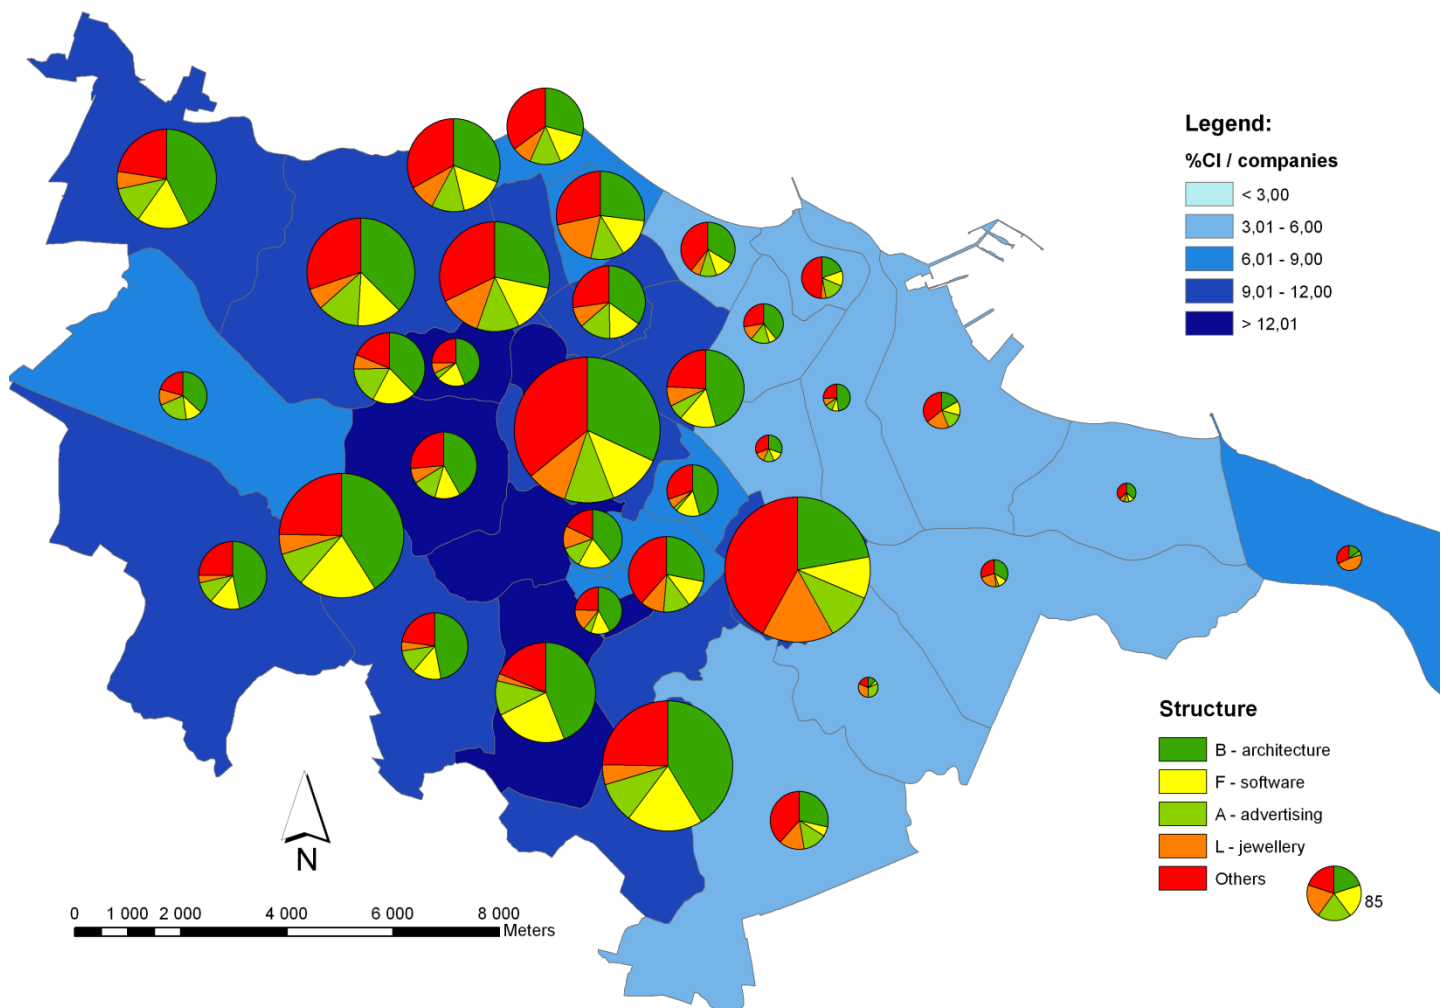 Legend:
%CI / companies
< 3,00
3,01 - 6,00
6,01 - 9,00
9,01 - 12,00
> 12,01
Structure
B - architecture
F - software
A - advertising
L - jewellery
Others
85
N
0 1 000 2 000 4 000 6 000 8 000
Meters